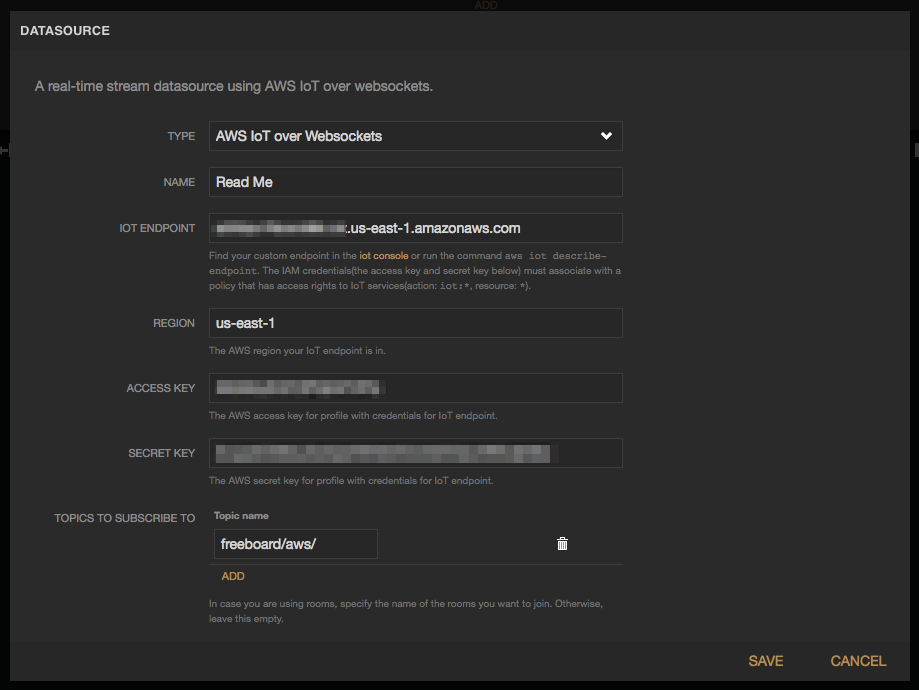 ADD
DATASOURCE
A real-time stream datasource using AWS IoT over websockets.
TYPE
AWS IoT over Websockets
NAME
Read Me
IOT ENDPOINT
.us-east-1.amazonaws.com
Find your custom endpoint in the iot console or run the command aws iot describe-
endpoint. The IAM credentials(the access key and secret key below) must associate with a
policy that has access rights to IoT services(action: iot:*, resource: *).
REGION
us-east-1
The AWS region your IoT endpoint is in.
ACCESS KEY
The AWS access key for profile with credentials for IoT endpoint.
SECRET KEY
The AWS secret key for profile with credentials for IoT endpoint.
TOPICS TO SUBSCRIBE TO
Topic name
freeboard/aws/
ADD
In case you are using rooms, specify the name of the rooms you want to join. Otherwise,
leave this empty.
SAVE
CANCEL